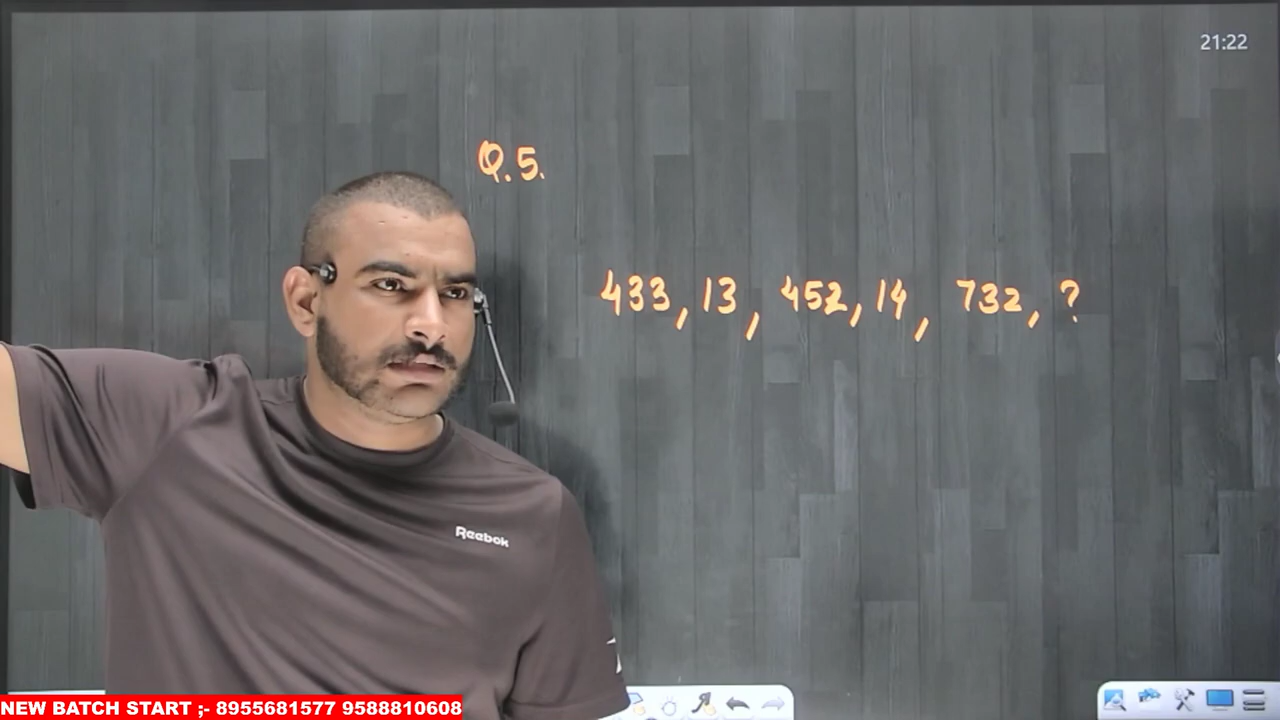 21:22
Q.5.
433, 13, 452, 14, 732, ?
Reebok
NEW BATCH START ;- 8955681577 9588810608